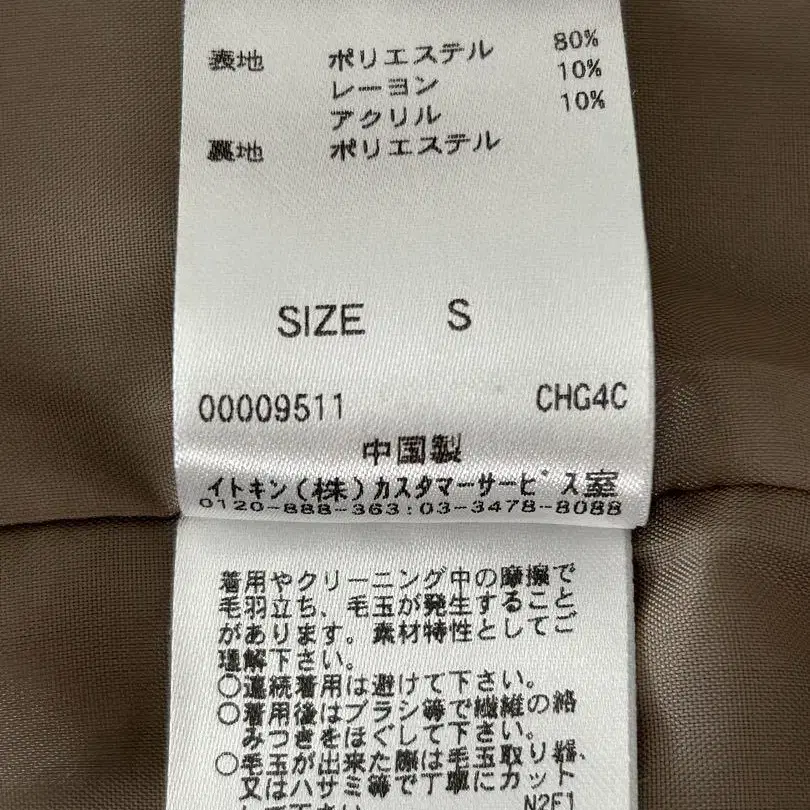 表地 ポリエステル 80%
レーヨン 10%
アクリル 10%
裏地 ポリエステル
SIZE S
00009511 CHG4C
中国製
イトキン(株)カスタマーサービス室
0120-888-363:03-3478-8088
着用やクリーニング中の摩擦で
毛羽立ち、毛玉が発生すること
があります。素材特性としてご
理解下さい。
○連続着用は避けて下さい。
○着用後はブラシ等で繊維の絡
みつきをほぐして下さい。
○毛玉が出来た際は毛玉取り器、
又はハサミ等で丁寧にカット
して下さい N2F1